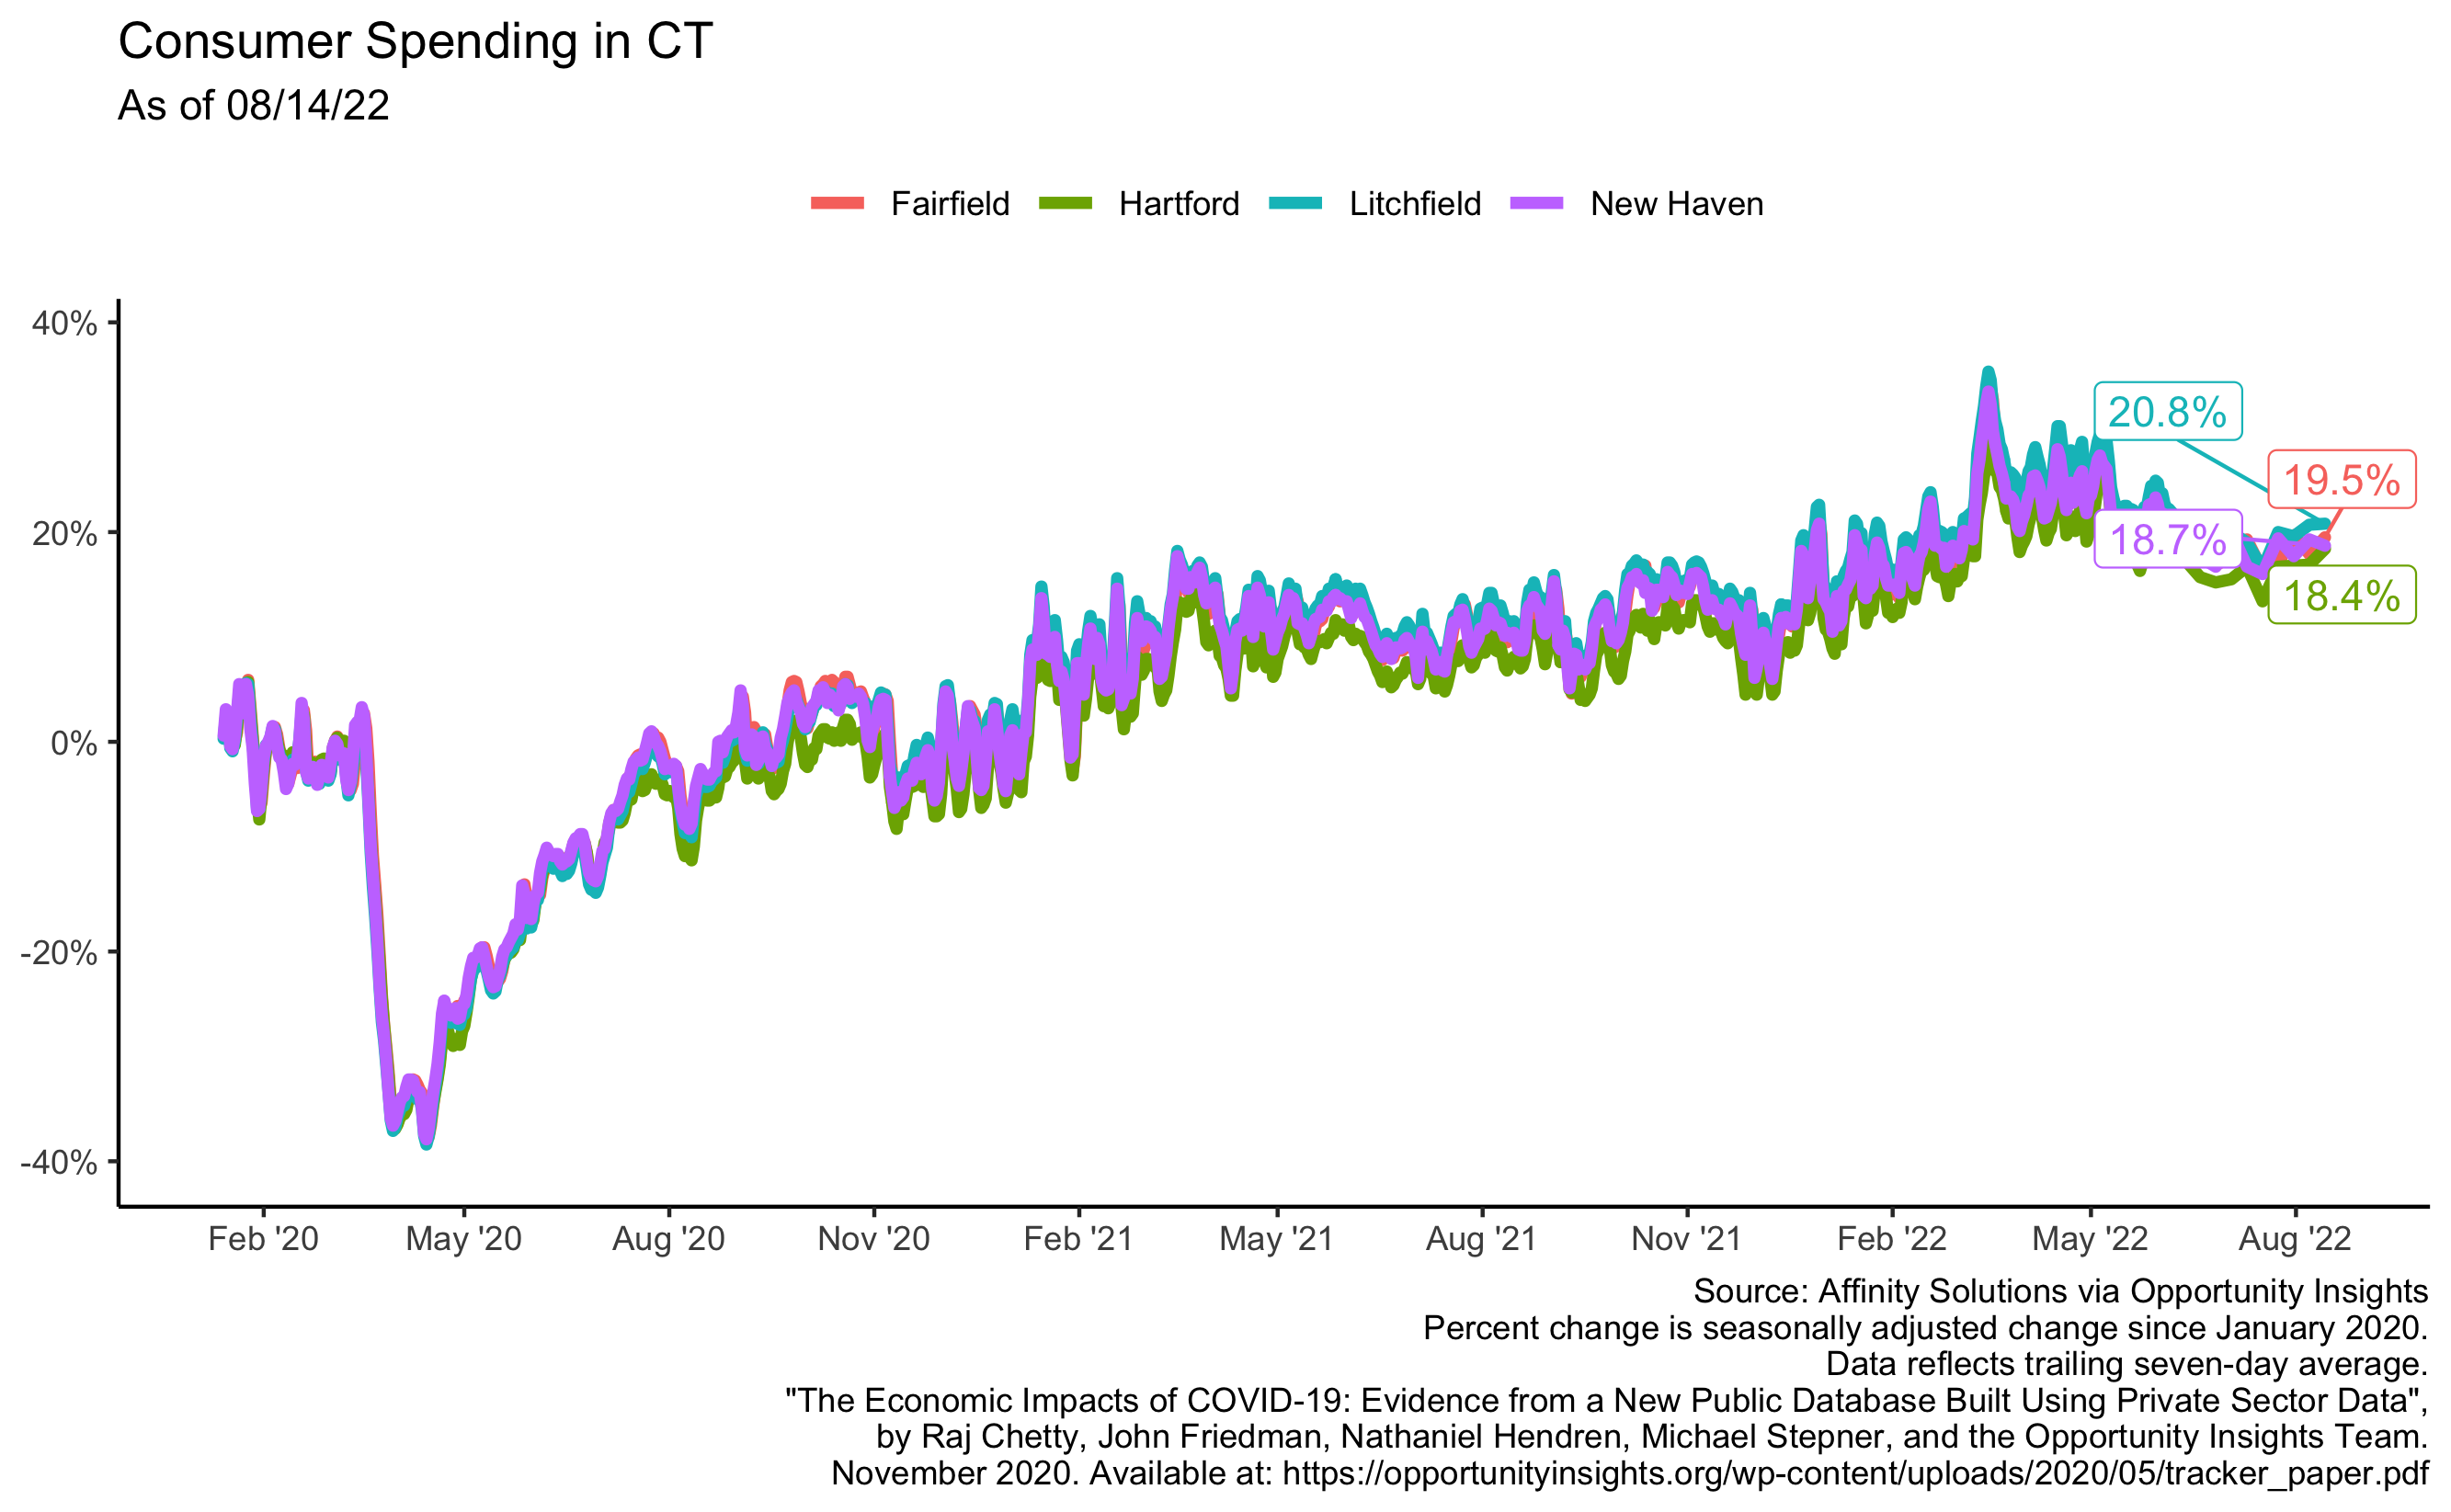 Consumer Spending in CT
As of 08/14/22
Fairfield Hartford Litchfield New Haven
40%
20%
0%
-20%
-40%
20.8%
19.5%
18.7%
18.4%
Feb '20 May '20 Aug '20 Nov '20 Feb '21 May '21 Aug '21 Nov '21 Feb '22 May '22 Aug '22
Source: Affinity Solutions via Opportunity Insights
Percent change is seasonally adjusted change since January 2020.
Data reflects trailing seven-day average.
"The Economic Impacts of COVID-19: Evidence from a New Public Database Built Using Private Sector Data",
by Raj Chetty, John Friedman, Nathaniel Hendren, Michael Stepner, and the Opportunity Insights Team.
November 2020. Available at: https://opportunityinsights.org/wp-content/uploads/2020/05/tracker_paper.pdf